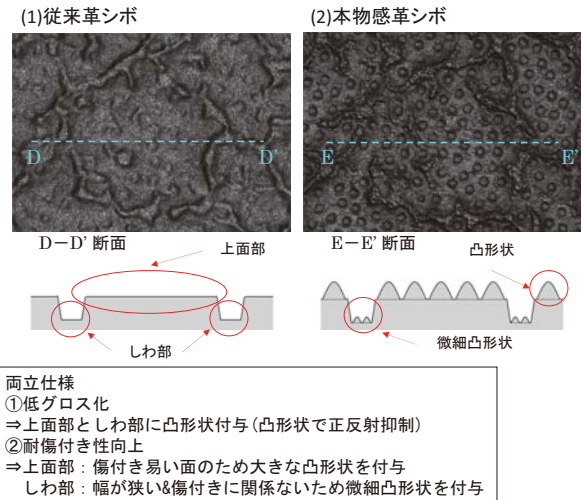 (1)従来革シボ
(2)本物感革シボ
D
D'
E
E'
D－D' 断面
上面部
E－E' 断面
凸形状
しわ部
微細凸形状
両立仕様
①低グロス化
⇒上面部としわ部に凸形状付与(凸形状で正反射抑制)
②耐傷付き性向上
⇒上面部：傷付き易い面のため大きな凸形状を付与
しわ部：幅が狭い&傷付きに関係ないため微細凸形状を付与